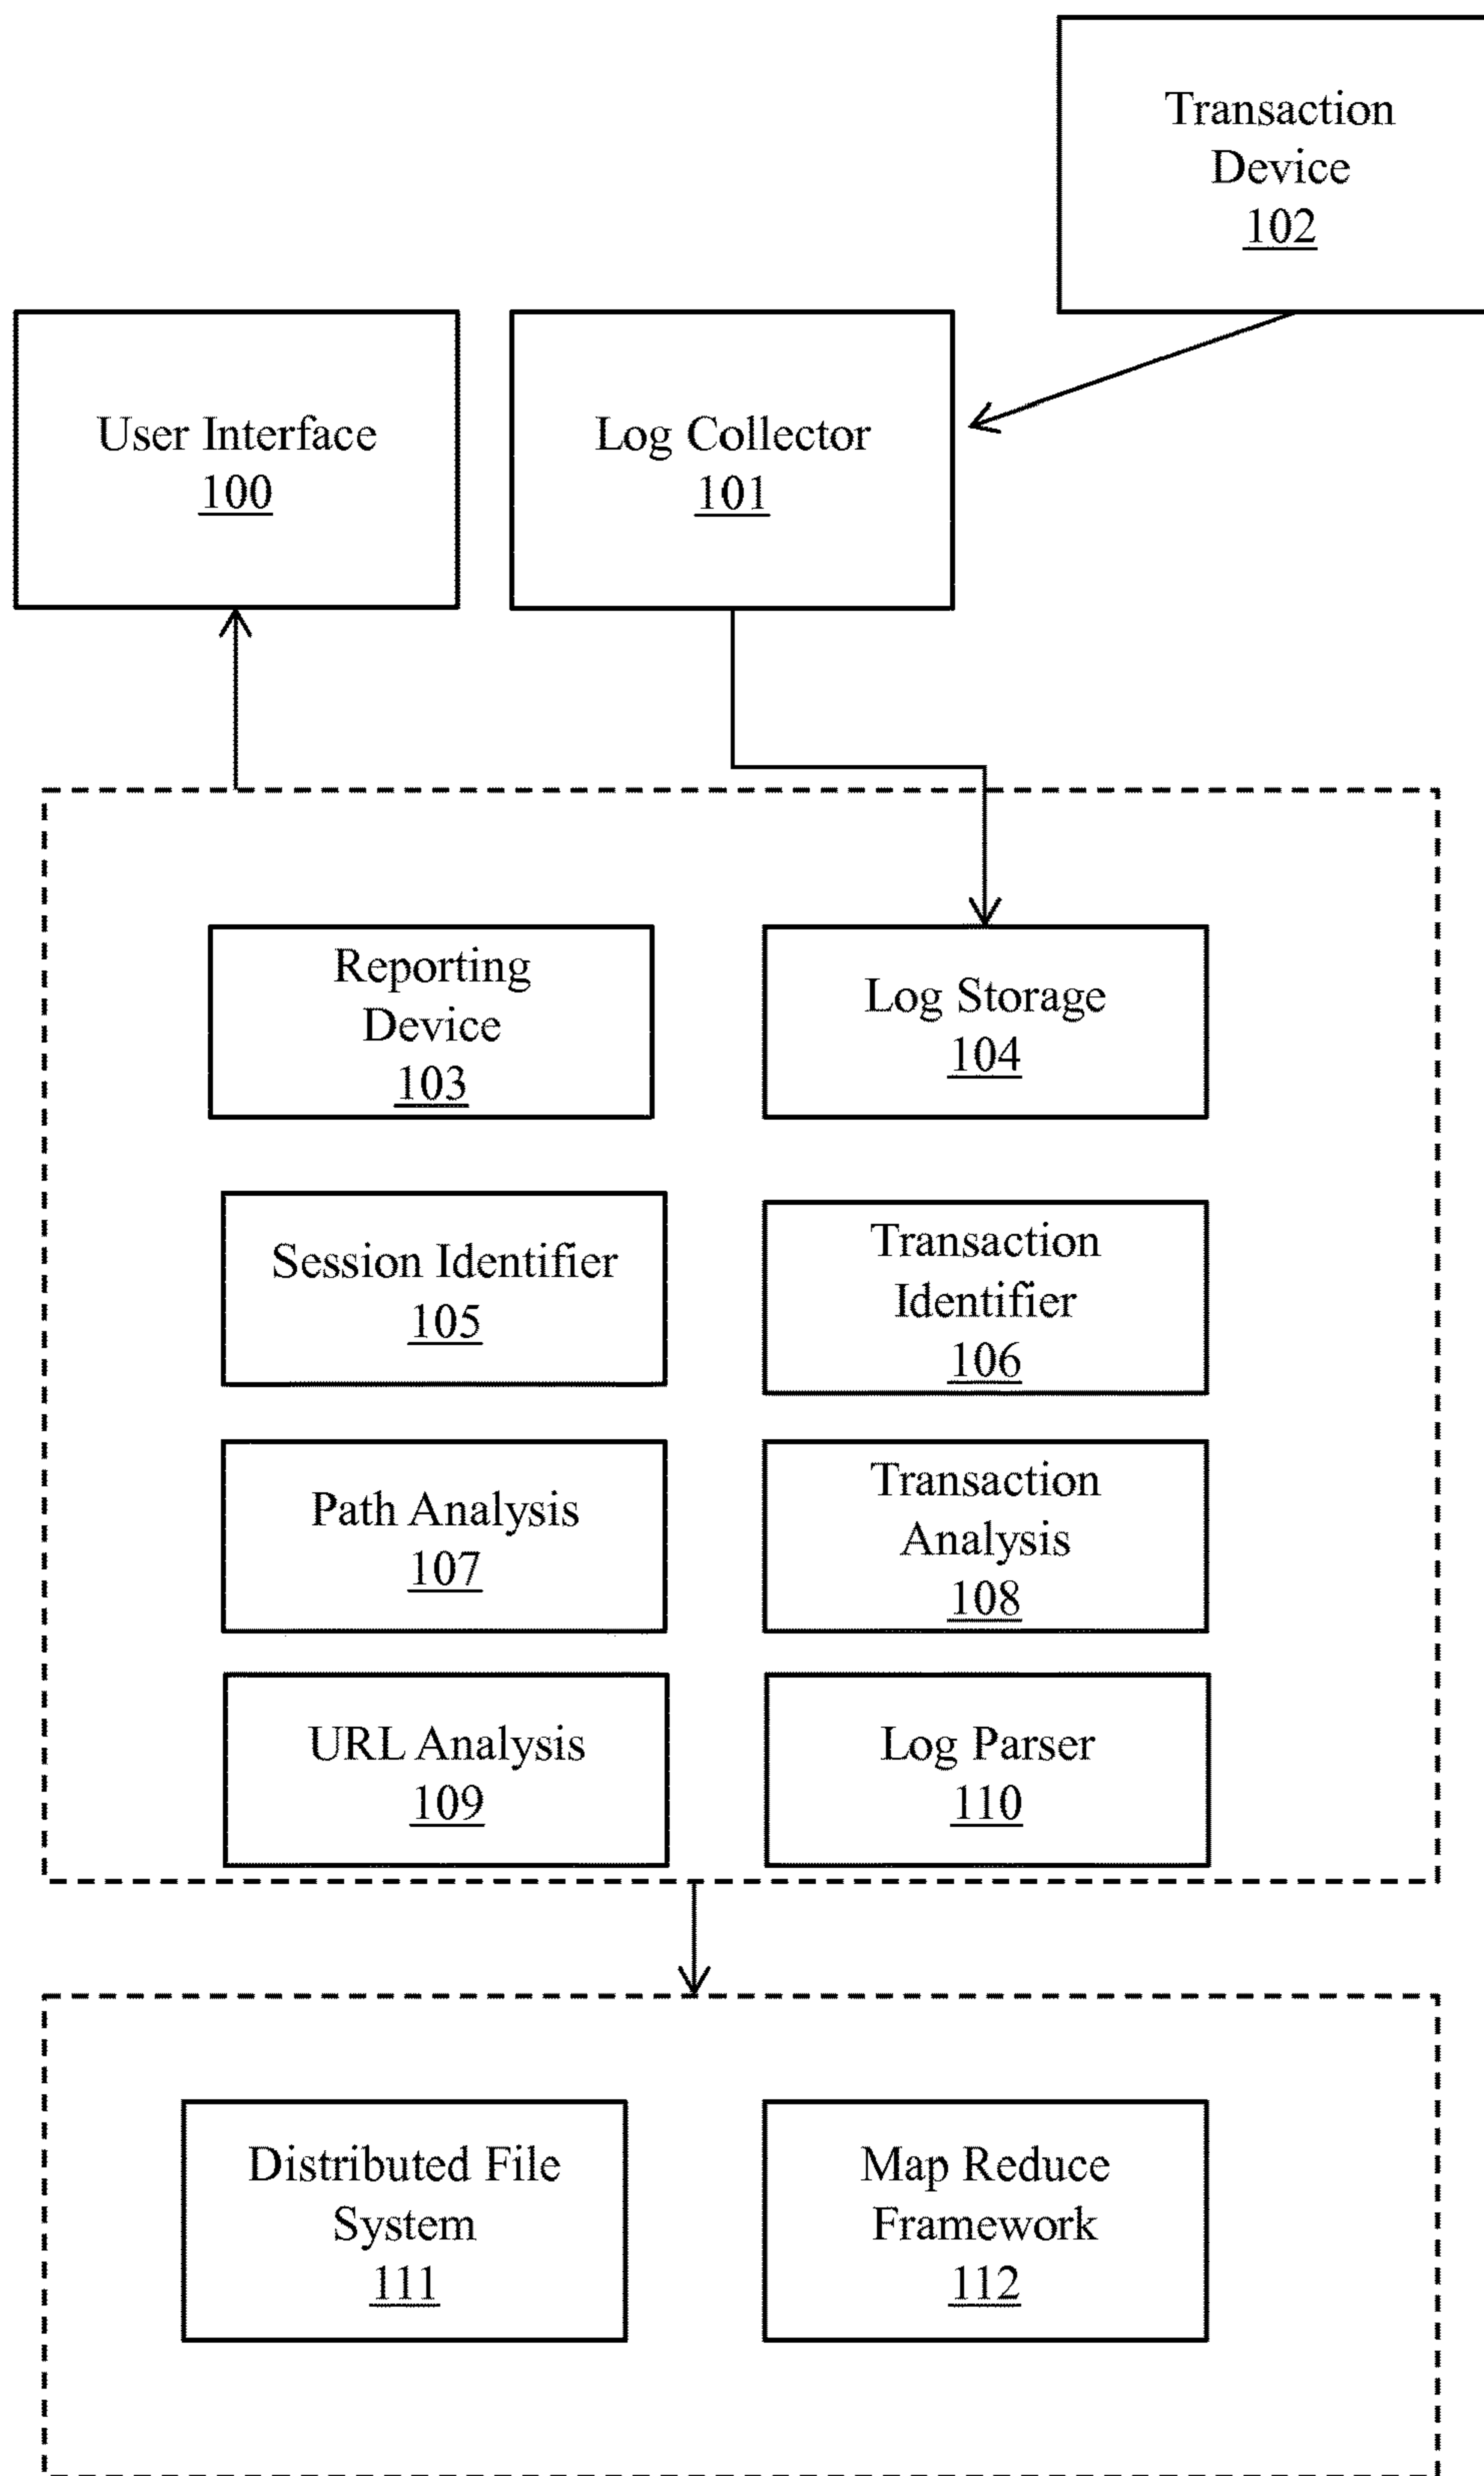 Transaction
Device
102
User Interface
100
Log Collector
101
Reporting
Device
103
Log Storage
104
Session Identifier
105
Transaction
Identifier
106
Path Analysis
107
Transaction
Analysis
108
URL Analysis
109
Log Parser
110
Distributed File
System
111
Map Reduce
Framework
112